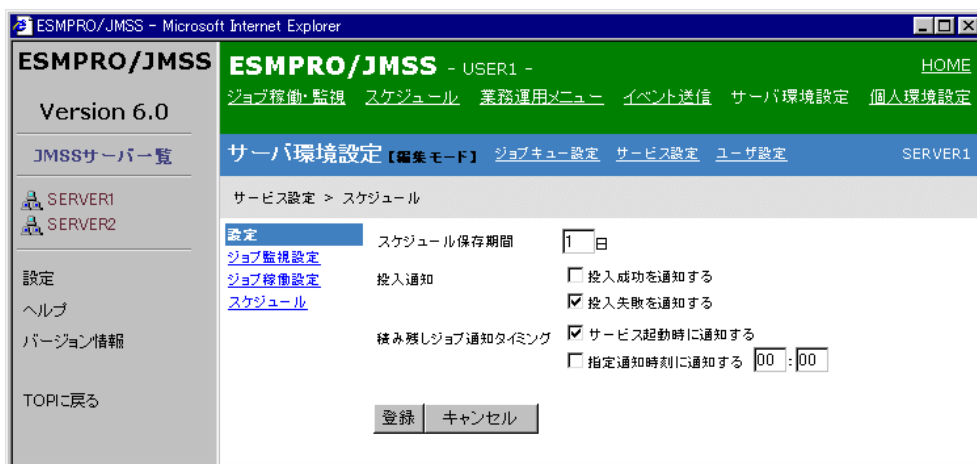 ESMPRO/JMSS - Microsoft Internet Explorer
ESMPRO/JMSS
Version 6.0
JMSSサーバ一覧
SERVER1
SERVER2
設定
ヘルプ
バージョン情報
TOPに戻る
ESMPRO/JMSS - USER1 -
HOME
ジョブ稼働・監視 スケジュール 業務運用メニュー イベント送信 サーバ環境設定 個人環境設定
サーバ環境設定 [編集モード] ジョブキュー設定 サービス設定 ユーザ設定 SERVER1
サービス設定 > スケジュール
設定
ジョブ監視設定
ジョブ稼働設定
スケジュール
スケジュール保存期間 1 日
投入通知 投入成功を通知する
投入失敗を通知する
積み残しジョブ通知タイミング サービス起動時に通知する
指定通知時刻に通知する 00 : 00
登録 キャンセル